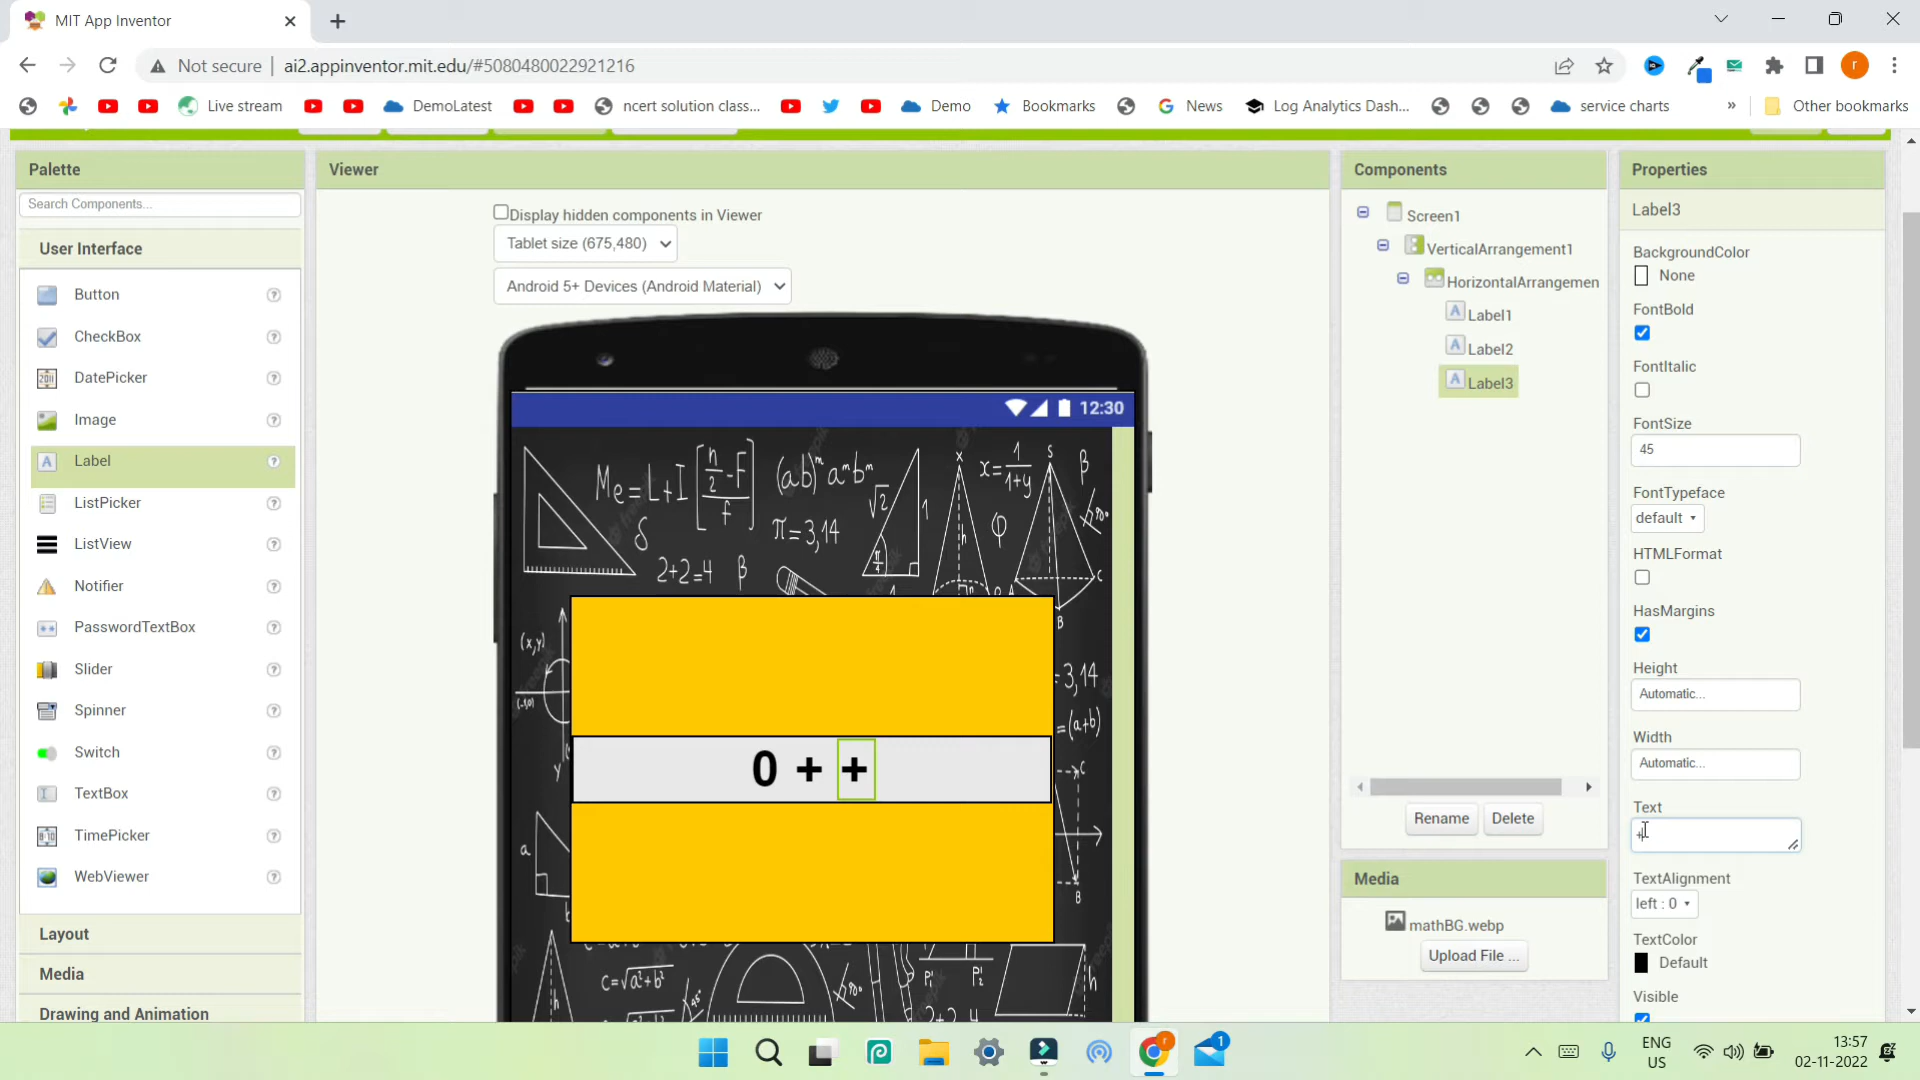 MIT App Inventor
Not secure
ai2.appinventor.mit.edu/#5080480022921216
r
Live stream
DemoLatest
ncert solution class...
Demo
Bookmarks
News
Log Analytics Dash...
service charts
»
Other bookmarks
Palette
Search Components...
User Interface
Button
CheckBox
DatePicker
Image
Label
ListPicker
ListView
Notifier
PasswordTextBox
Slider
Spinner
Switch
TextBox
TimePicker
WebViewer
Layout
Media
Drawing and Animation
Viewer
Display hidden components in Viewer
Tablet size (675,480)
Android 5+ Devices (Android Material)
12:30
2+2=4
π=3,14
0 + +
Components
Screen1
VerticalArrangement1
HorizontalArrangemen
Label1
Label2
Label3
Rename
Delete
Media
mathBG.webp
Upload File ...
Properties
Label3
BackgroundColor
None
FontBold
FontItalic
FontSize
45
FontTypeface
default
HTMLFormat
HasMargins
Height
Automatic...
Width
Automatic...
Text
+
TextAlignment
left : 0
TextColor
Default
Visible
ENG
US
13:57
02-11-2022